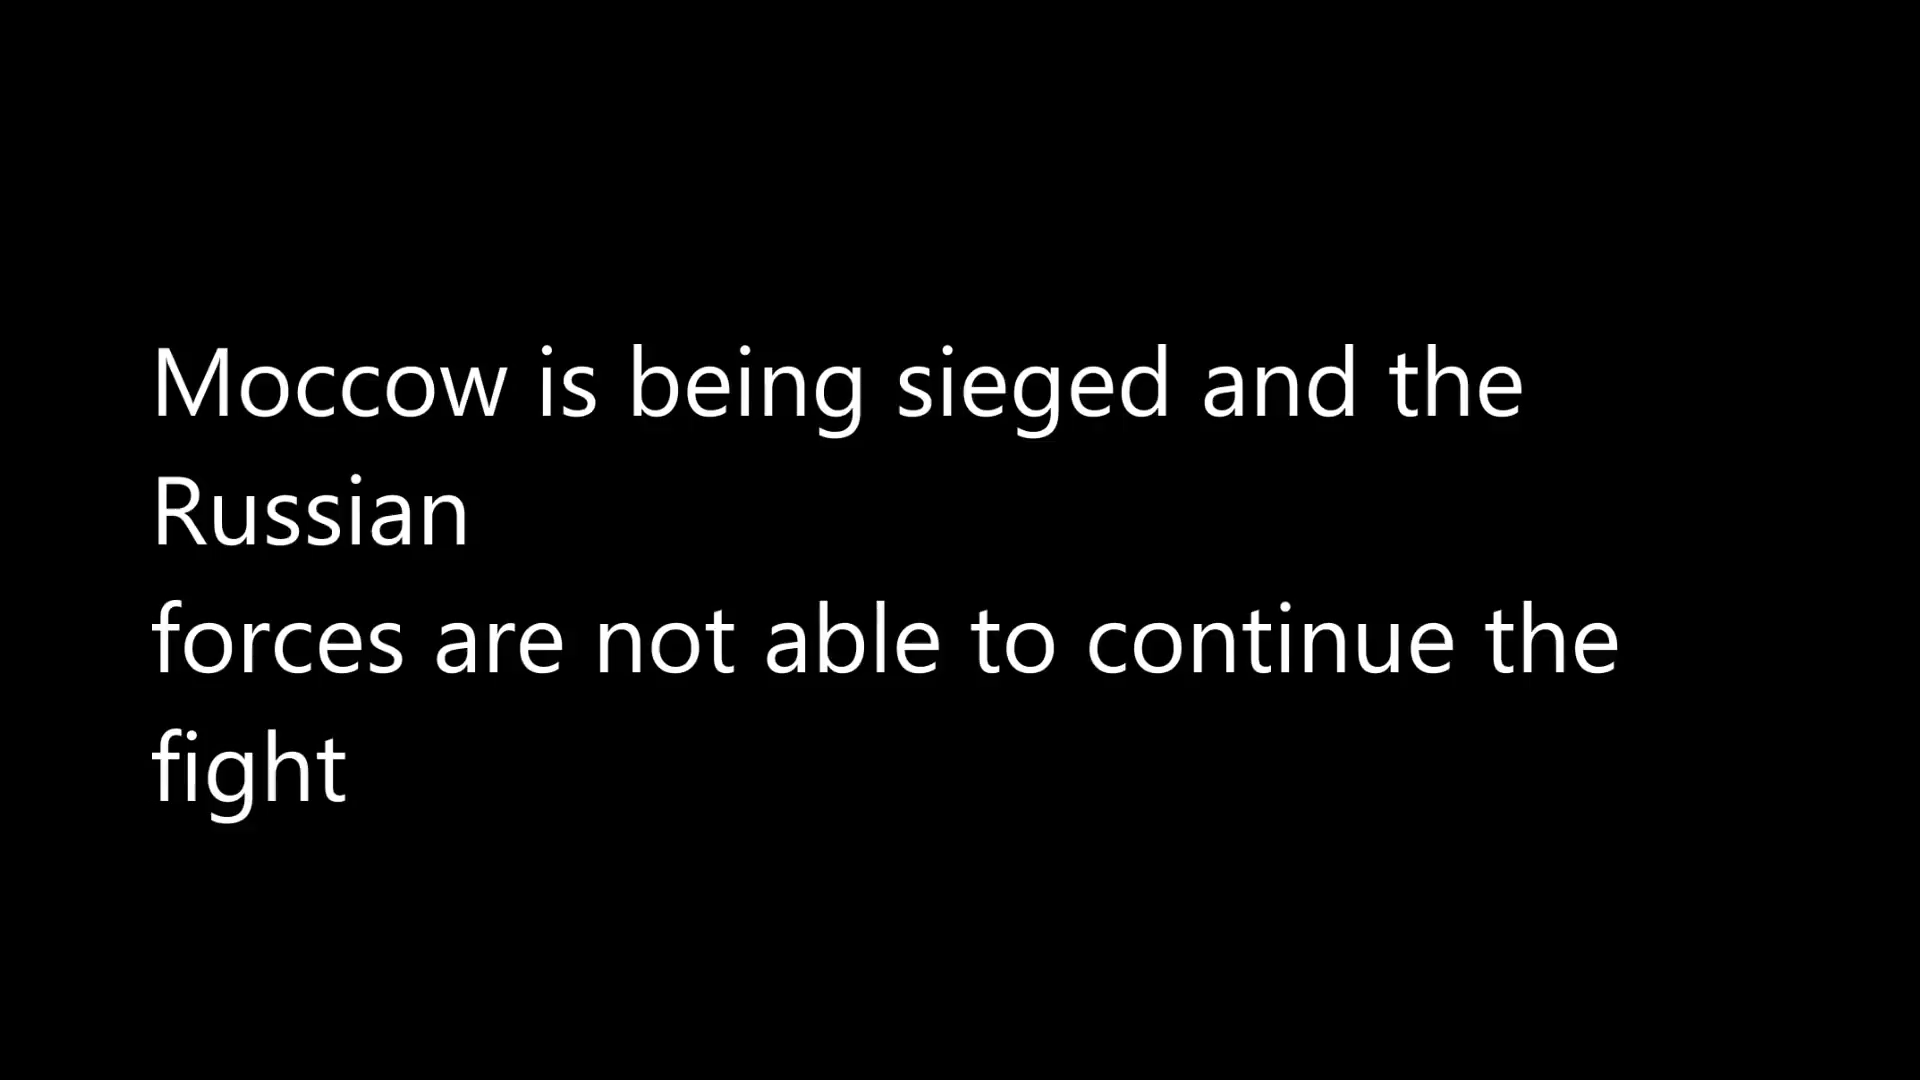 Moccow is being sieged and the
Russian
forces are not able to continue the
fight